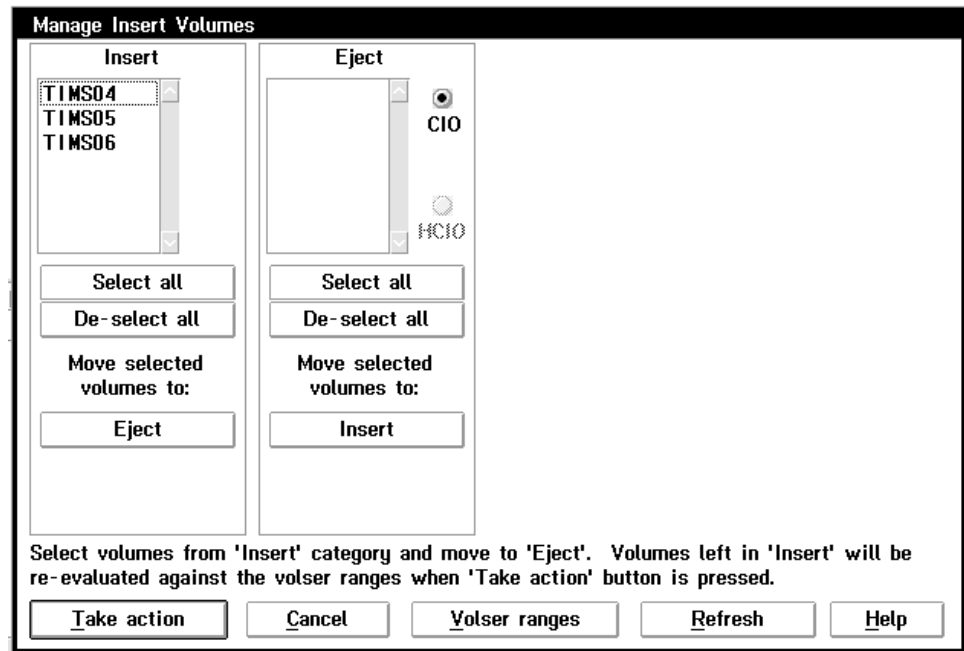 Manage Insert Volumes
Insert
TIMS04
TIMS05
TIMS06
Select all
De-select all
Move selected
volumes to:
Eject
Eject
CIO
HCIO
Select all
De-select all
Move selected
volumes to:
Insert
Select volumes from 'Insert' category and move to 'Eject'.  Volumes left in 'Insert' will be
re-evaluated against the volser ranges when 'Take action' button is pressed.
Take action
Cancel
Volser ranges
Refresh
Help